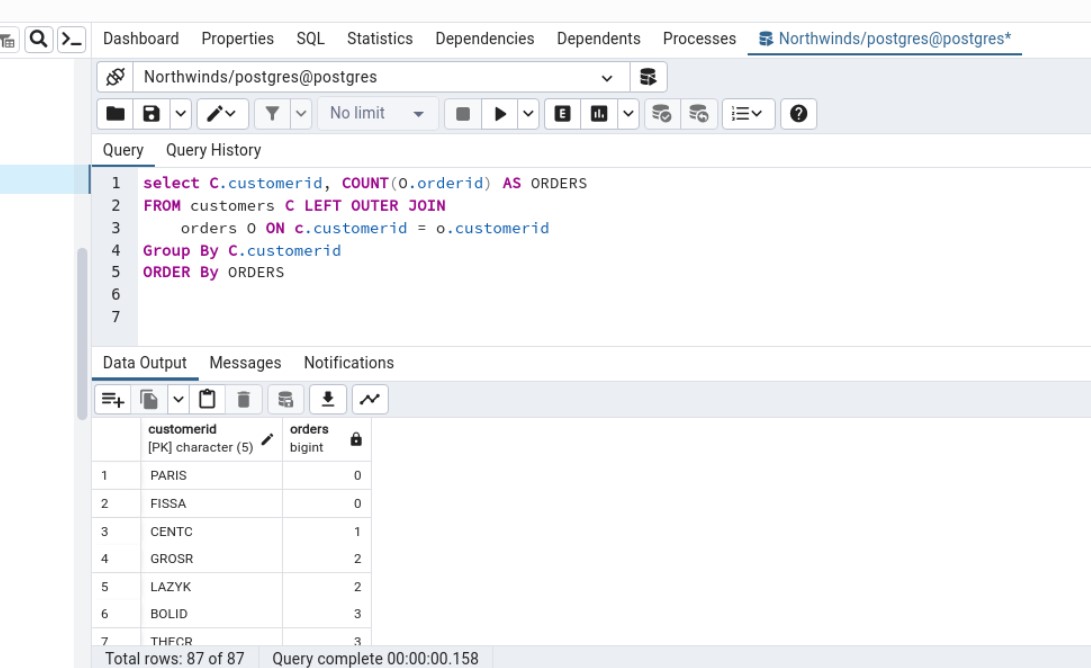 Dashboard Properties SQL Statistics Dependencies Dependents Processes Northwinds/postgres@postgres*
Northwinds/postgres@postgres
No limit E
Query Query History
1 select C.customerid, COUNT(O.orderid) AS ORDERS
2 FROM customers C LEFT OUTER JOIN
3 orders O ON c.customerid = o.customerid
4 Group By C.customerid
5 ORDER By ORDERS
6
7
Data Output Messages Notifications
customerid orders
[PK] character (5) bigint
1 PARIS 0
2 FISSA 0
3 CENTC 1
4 GROSR 2
5 LAZYK 2
6 BOLID 3
7 THECR 3
Total rows: 87 of 87 Query complete 00:00:00.158